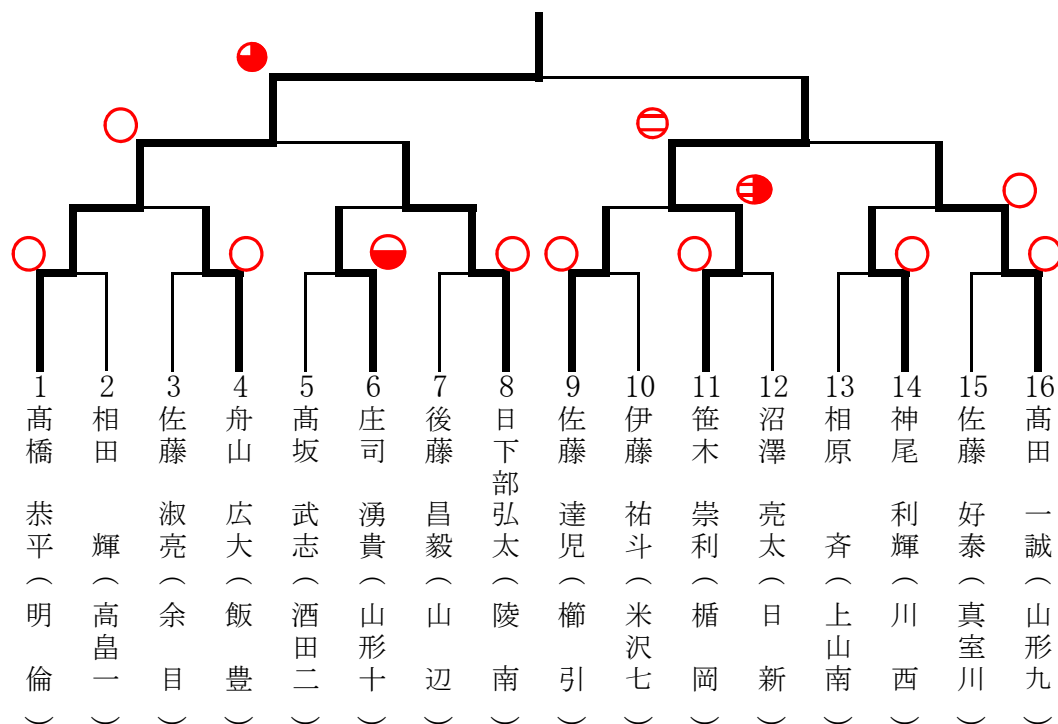 1 髙橋 恭平（明 倫）
2 相田 輝（高畠一）
3 佐藤 淑亮（余 目）
4 舟山 広大（飯 豊）
5 髙坂 武志（酒田二）
6 庄司 湧貴（山形十）
7 後藤 昌毅（山 辺）
8 日下部弘太（陵 南）
9 佐藤 達児（櫛 引）
10 伊藤 祐斗（米沢七）
11 笹木 崇利（楯 岡）
12 沼澤 亮太（日 新）
13 相原 斉（上山南）
14 神尾 利輝（川 西）
15 佐藤 好泰（真室川）
16 髙田 一誠（山形九）